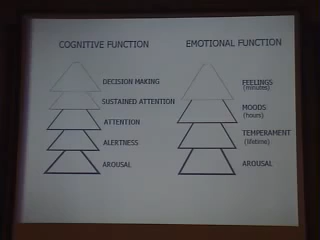 COGNITIVE FUNCTION
DECISION MAKING
SUSTAINED ATTENTION
ATTENTION
ALERTNESS
AROUSAL
EMOTIONAL FUNCTION
FEELINGS
(minutes)
MOODS
(hours)
TEMPERAMENT
(lifetime)
AROUSAL